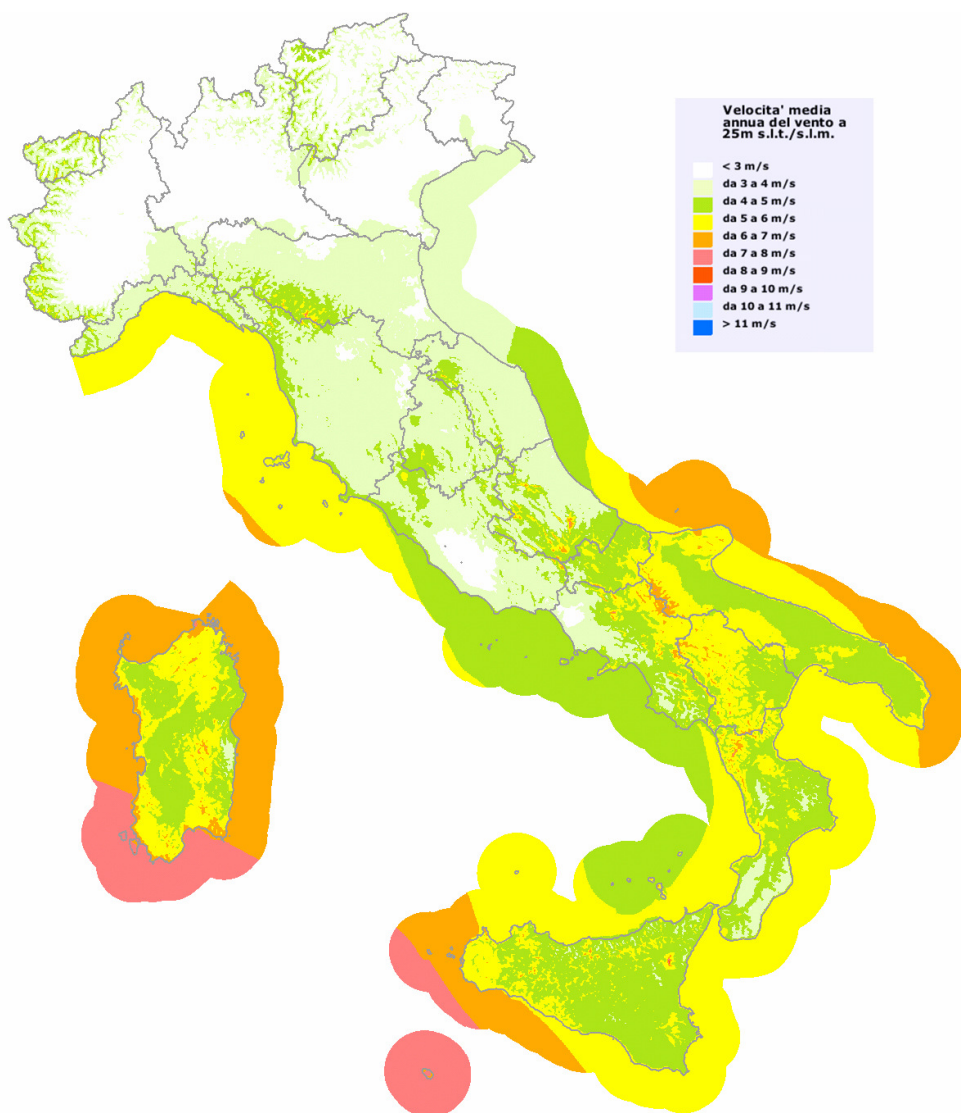 Velocita' media
annua del vento a
25m s.l.t./s.l.m.
< 3 m/s
da 3 a 4 m/s
da 4 a 5 m/s
da 5 a 6 m/s
da 6 a 7 m/s
da 7 a 8 m/s
da 8 a 9 m/s
da 9 a 10 m/s
da 10 a 11 m/s
> 11 m/s